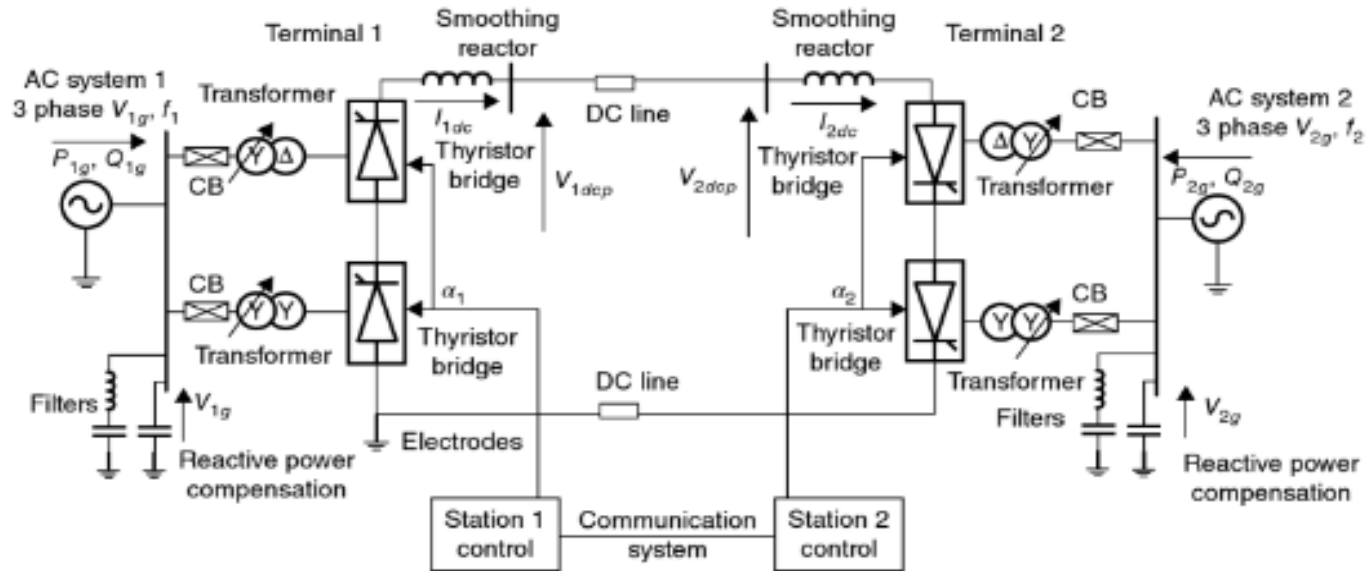 Terminal 1
Smoothing
reactor
Smoothing
reactor
Terminal 2
AC system 1
3 phase V1g, f1
Transformer
I1dc
DC line
I2dc
CB
AC system 2
3 phase V2g, f2
P1g, Q1g
Y Δ
CB
Thyristor
bridge
V1dcp
V2dcp
Thyristor
bridge
Δ Y
Transformer
P2g, Q2g
CB
Y Y
Transformer
α1
Thyristor
bridge
α2
Thyristor
bridge
Y Y
CB
Transformer
DC line
Filters
V1g
Electrodes
Filters
V2g
Reactive power
compensation
Reactive power
compensation
Station 1
control
Communication
system
Station 2
control